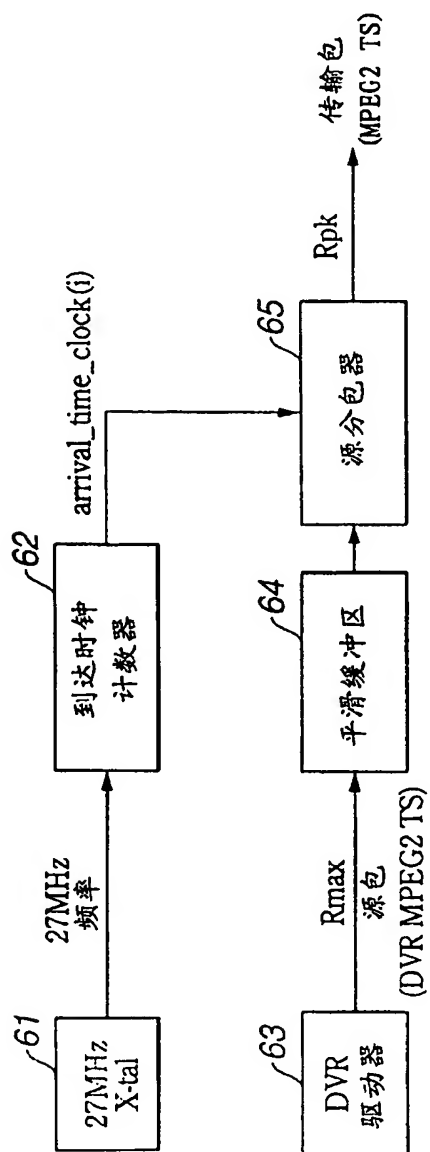 61
27MHz
X-tal
27MHz
频率
62
到达时钟
计数器
arrival_time_clock(i)
63
DVR
驱动器
Rmax
源包
(DVR MPEG2 TS)
64
平滑缓冲区
65
源分包器
Rpk
传输包
(MPEG2 TS)